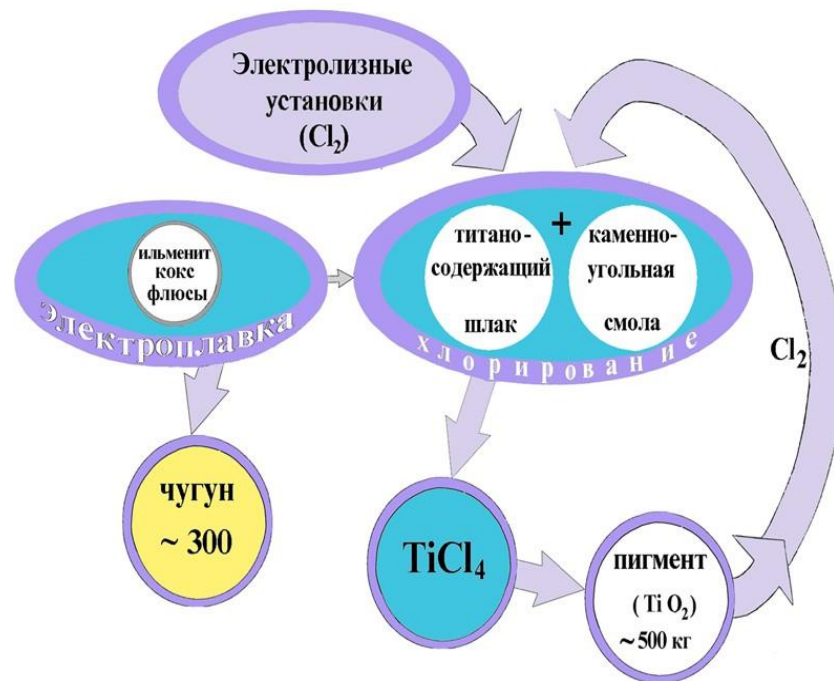 Электролизные
установки
(Cl₂)
ильменит
кокс
флюсы
электроплавка
титано-
содержащий
шлак
+
каменно-
угольная
смола
хлорирование
Cl₂
чугун
~ 300
TiCl₄
пигмент
(Ti O₂)
~500 кг